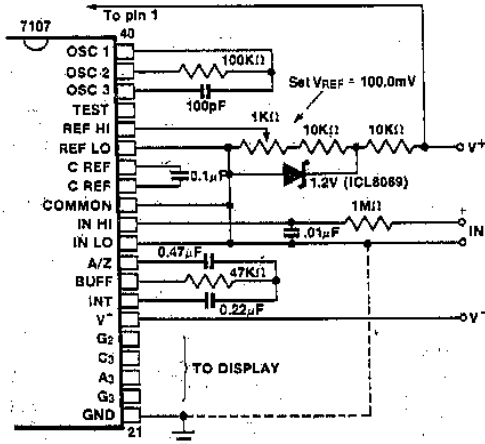 To pin 1
7107
40
OSC 1
100KΩ
OSC 2
OSC 3
100pF
Set VREF = 100.0mV
TEST
1KΩ
REF HI
10KΩ
10KΩ
REF LO
V+
C REF
0.1µF
1.2V (ICL8069)
C REF
COMMON
1MΩ
+
IN HI
.01µF
IN
IN LO
-
0.47µF
A/Z
47KΩ
BUFF
INT
0.22µF
V-
V-
G2
C3
TO DISPLAY
A3
G3
GND
21